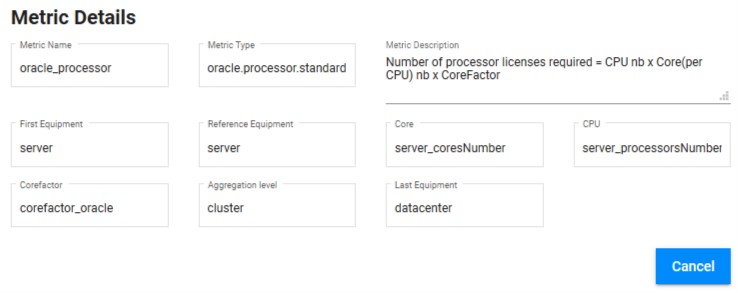 Metric Details
Metric Name
oracle_processor
Metric Type
oracle.processor.standard
Metric Description
Number of processor licenses required = CPU nb x Core(per
CPU) nb x CoreFactor
First Equipment
server
Reference Equipment
server
Core
server_coresNumber
CPU
server_processorsNumber
Corefactor
corefactor_oracle
Aggregation level
cluster
Last Equipment
datacenter
Cancel